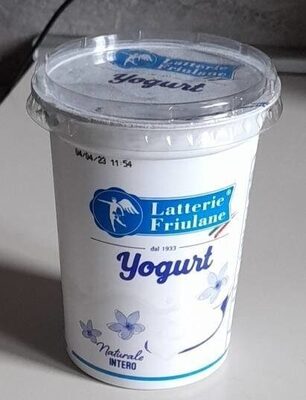 Latterie
Friulane
Yogurt
04/04/23 11:54
Latterie®
Friulane
dal 1933
Yogurt
Naturale
INTERO